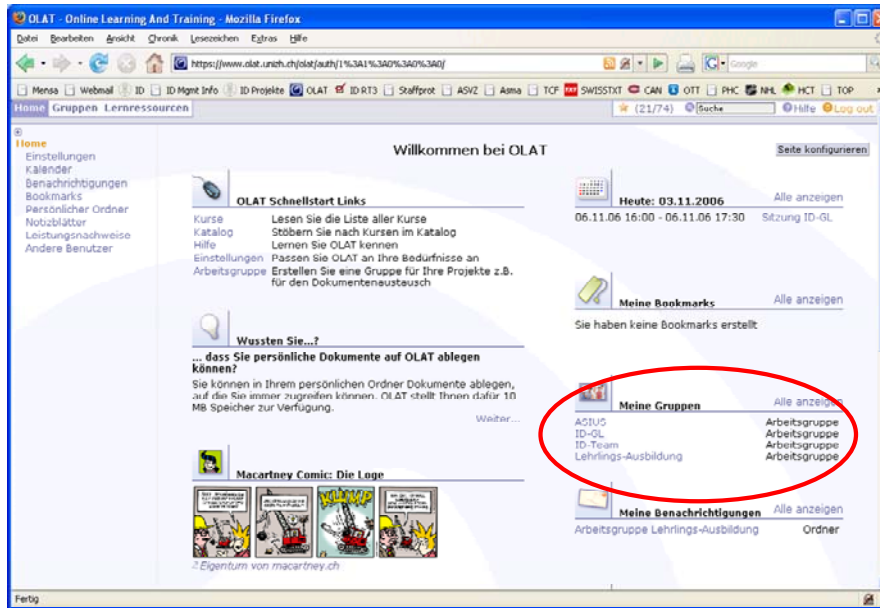 OLAT - Online Learning And Training - Mozilla Firefox
Datei Bearbeiten Ansicht Chronik Lesezeichen Extras Hilfe
https://www.olat.unizh.ch/olat/auth/1%3A1%3A0%3A0%3A0/
Google
Mensa Webmail ID ID Mgmt Info ID Projekte OLAT ID RT3 Staffprot ASVZ Asma TCF SWISSTXT CAN OTT PHC NHL HCT TOP
Home Gruppen Lernressourcen
(21/74) Suche Hilfe Log out
Home
Einstellungen
Kalender
Benachrichtigungen
Bookmarks
Persönlicher Ordner
Notizblätter
Leistungsnachweise
Andere Benutzer
Willkommen bei OLAT
Seite konfigurieren
OLAT Schnellstart Links
Kurse Lesen Sie die Liste aller Kurse
Katalog Stöbern Sie nach Kursen im Katalog
Hilfe Lernen Sie OLAT kennen
Einstellungen Passen Sie OLAT an Ihre Bedürfnisse an
Arbeitsgruppe Erstellen Sie eine Gruppe für Ihre Projekte z.B.
für den Dokumentenaustausch
Wussten Sie...?
... dass Sie persönliche Dokumente auf OLAT ablegen
können?
Sie können in Ihrem persönlichen Ordner Dokumente ablegen,
auf die Sie immer zugreifen können. OLAT stellt Ihnen dafür 10
MB Speicher zur Verfügung.
Weiter...
Macartney Comic: Die Loge
Eigentum von macartney.ch
Heute: 03.11.2006 Alle anzeigen
06.11.06 16:00 - 06.11.06 17:30 Sitzung ID-GL
Meine Bookmarks Alle anzeigen
Sie haben keine Bookmarks erstellt
Meine Gruppen Alle anzeigen
ASIUS Arbeitsgruppe
ID-GL Arbeitsgruppe
ID-Team Arbeitsgruppe
Lehrlings-Ausbildung Arbeitsgruppe
Meine Benachrichtigungen Alle anzeigen
Arbeitsgruppe Lehrlings-Ausbildung Ordner
Fertig